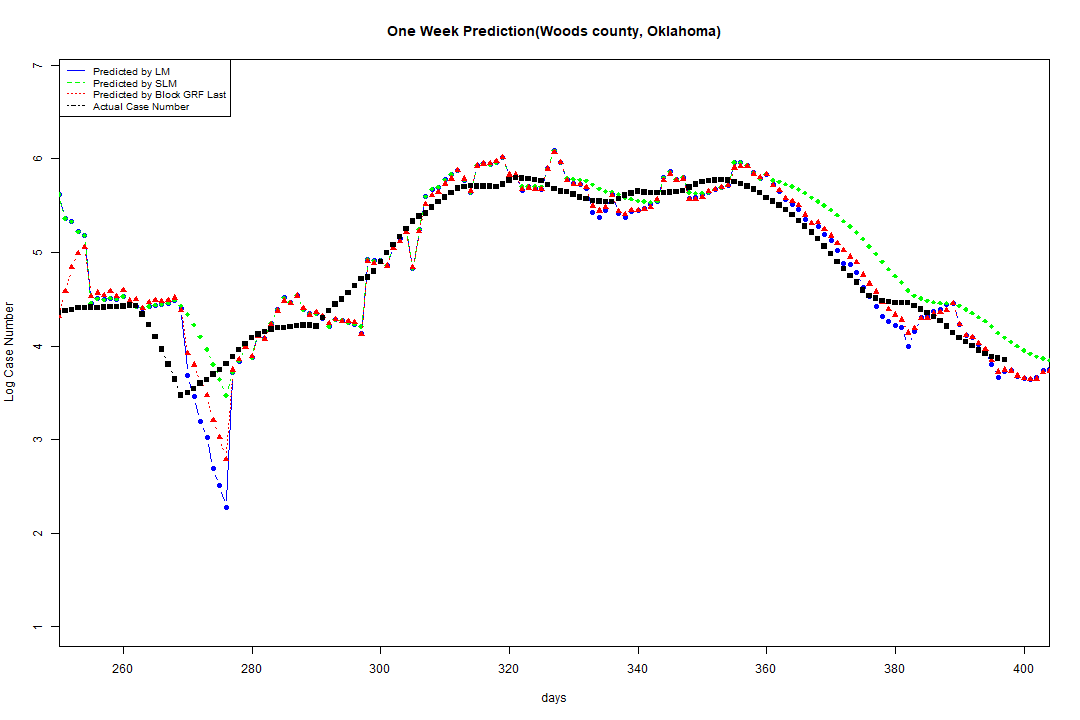 One Week Prediction(Woods county, Oklahoma)
Predicted by LM
Predicted by SLM
Predicted by Block GRF Last
Actual Case Number
7
6
5
4
3
2
1
Log Case Number
260 280 300 320 340 360 380 400
days